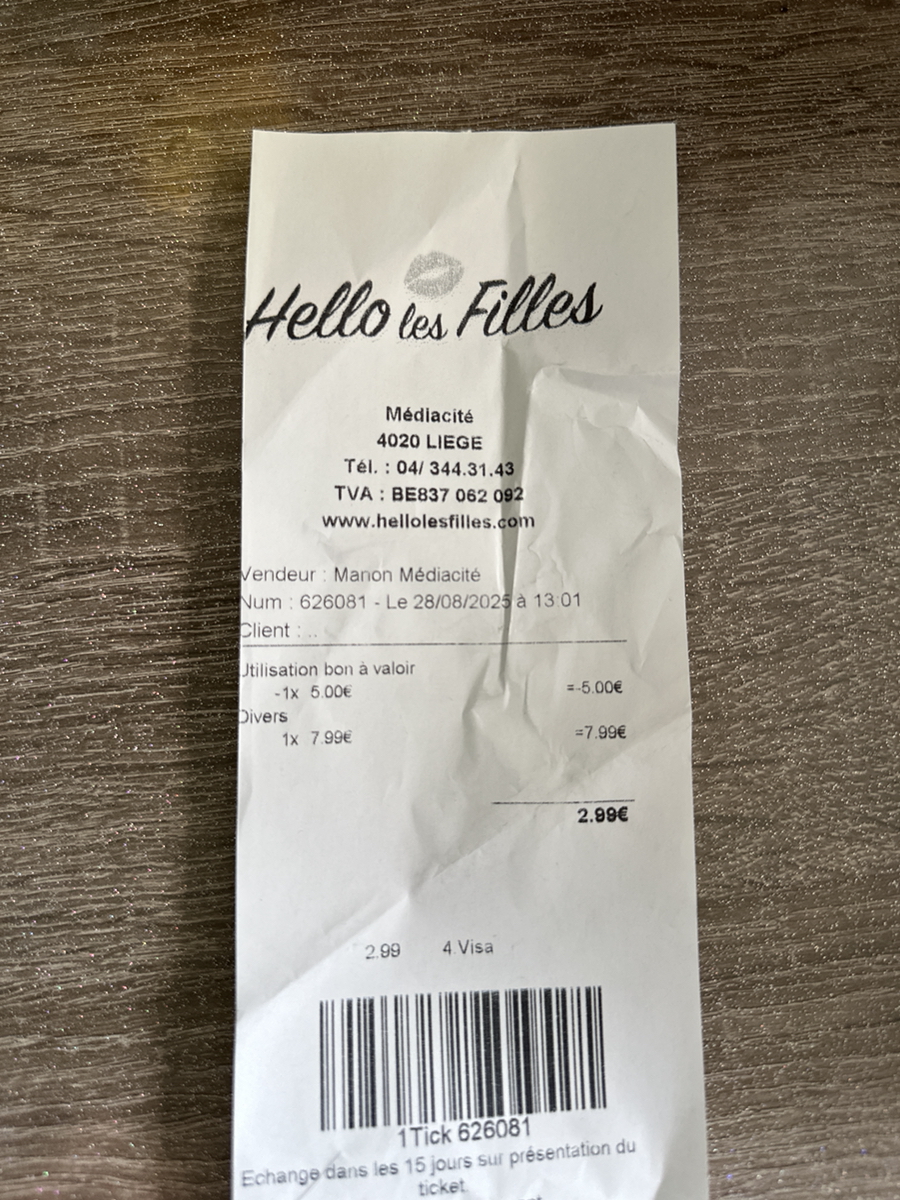 Hello les Filles
Médiacité
4020 LIEGE
Tél. : 04/ 344.31.43
TVA : BE837 062 092
www.hellolesfilles.com
Vendeur : Manon Médiacité
Num : 626081 - Le 28/08/2025 à 13:01
Client : ..
Utilisation bon à valoir
-1x 5.00€ =-5.00€
Divers
1x 7.99€ =7.99€
2.99€
2.99 4.Visa
1Tick 626081
Echange dans les 15 jours sur présentation du
ticket